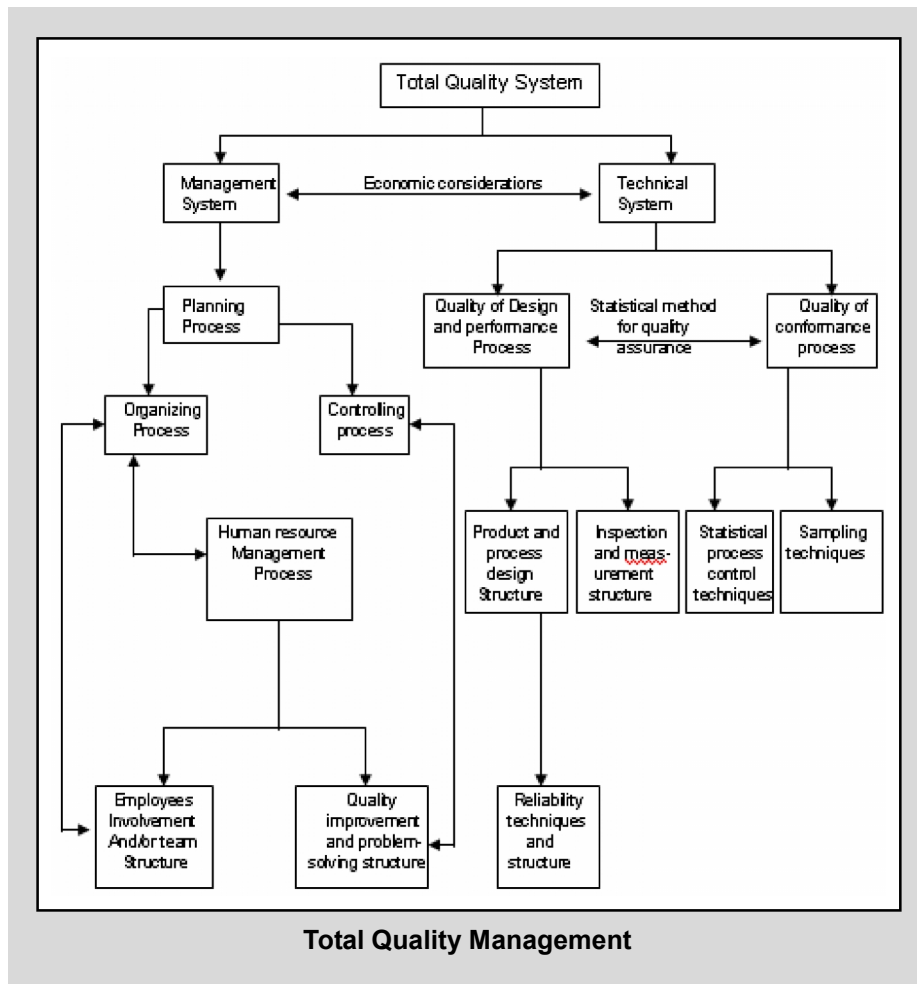 Total Quality System
Management
System
Economic considerations
Technical
System
Planning
Process
Quality of Design
and performance
Process
Statistical method
for quality
assurance
Quality of
conformance
process
Organizing
Process
Controling
process
Human resource
Management
Process
Product and
process
design
Structure
Inspection
and meas-
urement
structure
Statistical
process
control
techniques
Sampling
techniques
Employees
Involvement
And/or team
Structure
Quality
improvement
and problem-
solving structure
Reliability
techniques
and
structure
Total Quality Management